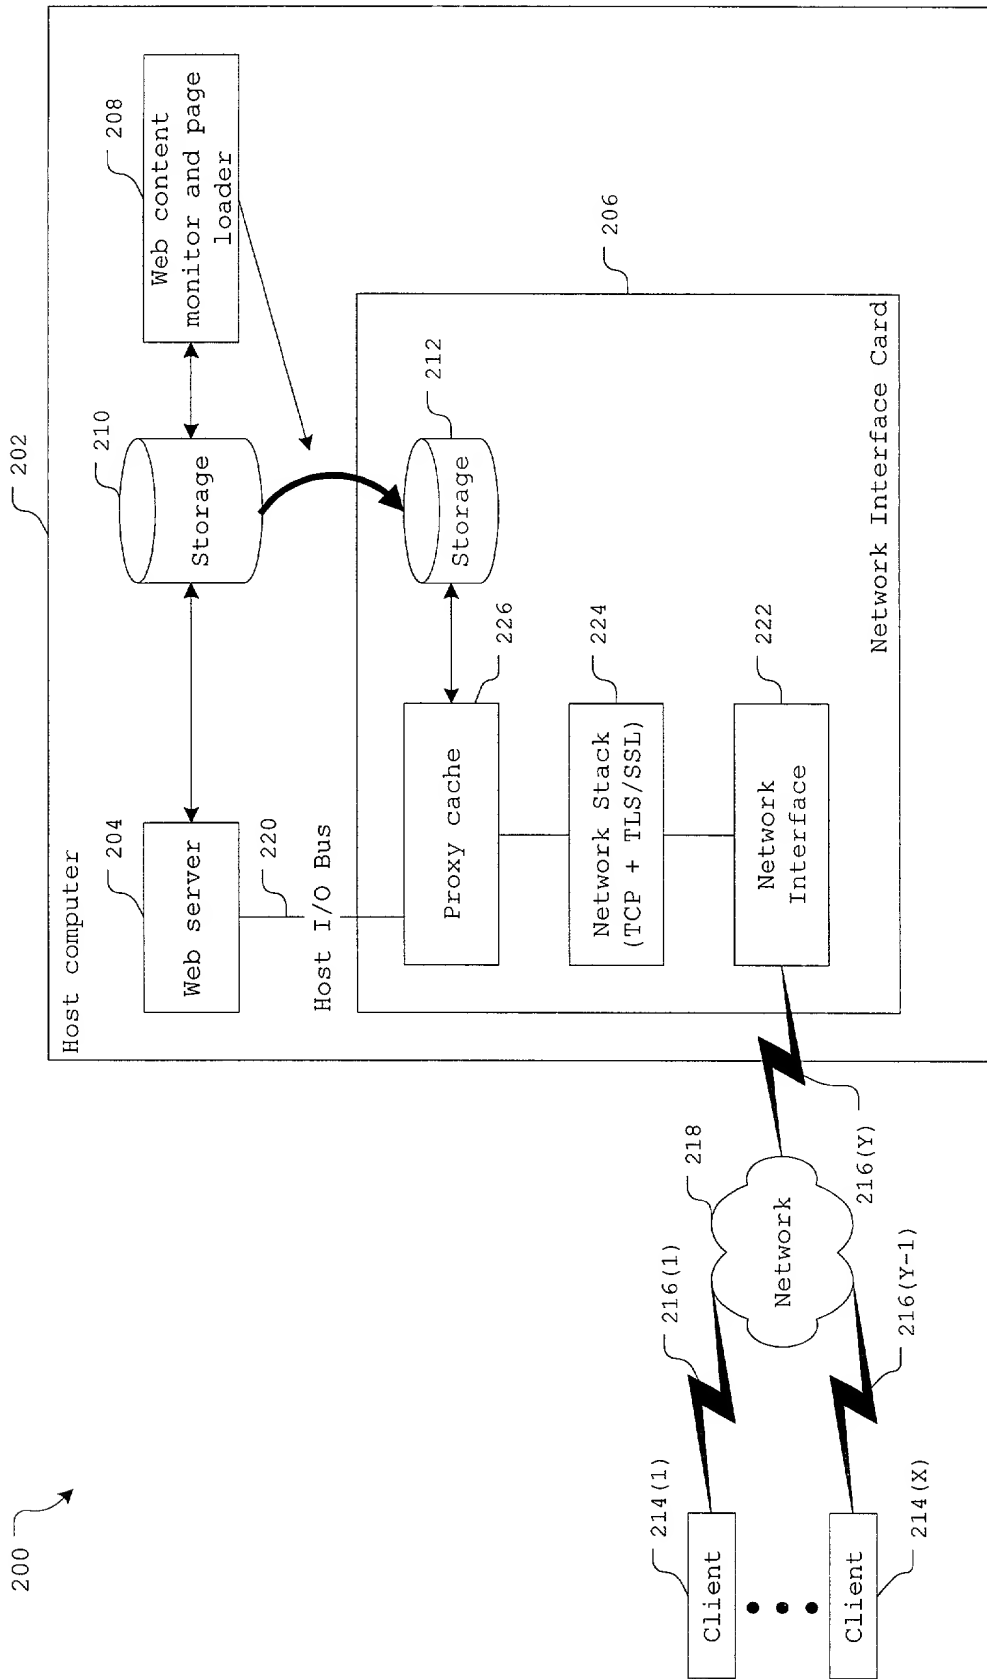 200
202
Host computer
204
Web server
210
Storage
208
Web content
monitor and page
loader
220
Host I/O Bus
206
226
Proxy cache
212
Storage
224
Network Stack
(TCP + TLS/SSL)
222
Network
Interface
Network Interface Card
214(1)
Client
216(1)
218
Network
216(Y)
214(X)
Client
216(Y-1)